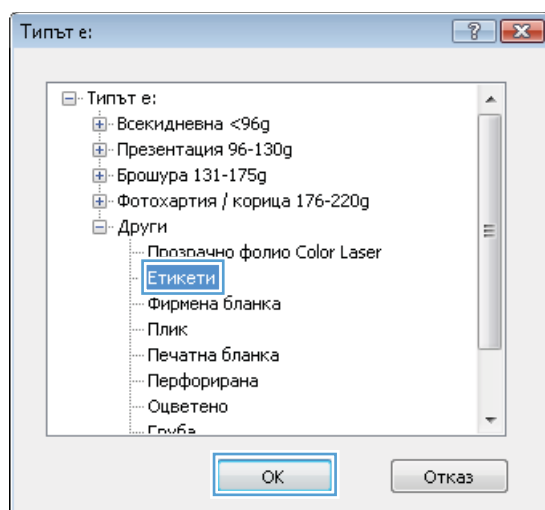 Типът е:
Типът е:
Всекидневна <96g
Презентация 96-130g
Брошура 131-175g
Фотохартия / корица 176-220g
Други
Прозрачно фолио Color Laser
Етикети
Фирмена бланка
Плик
Печатна бланка
Перфорирана
Оцветено
Груба
OK
Отказ